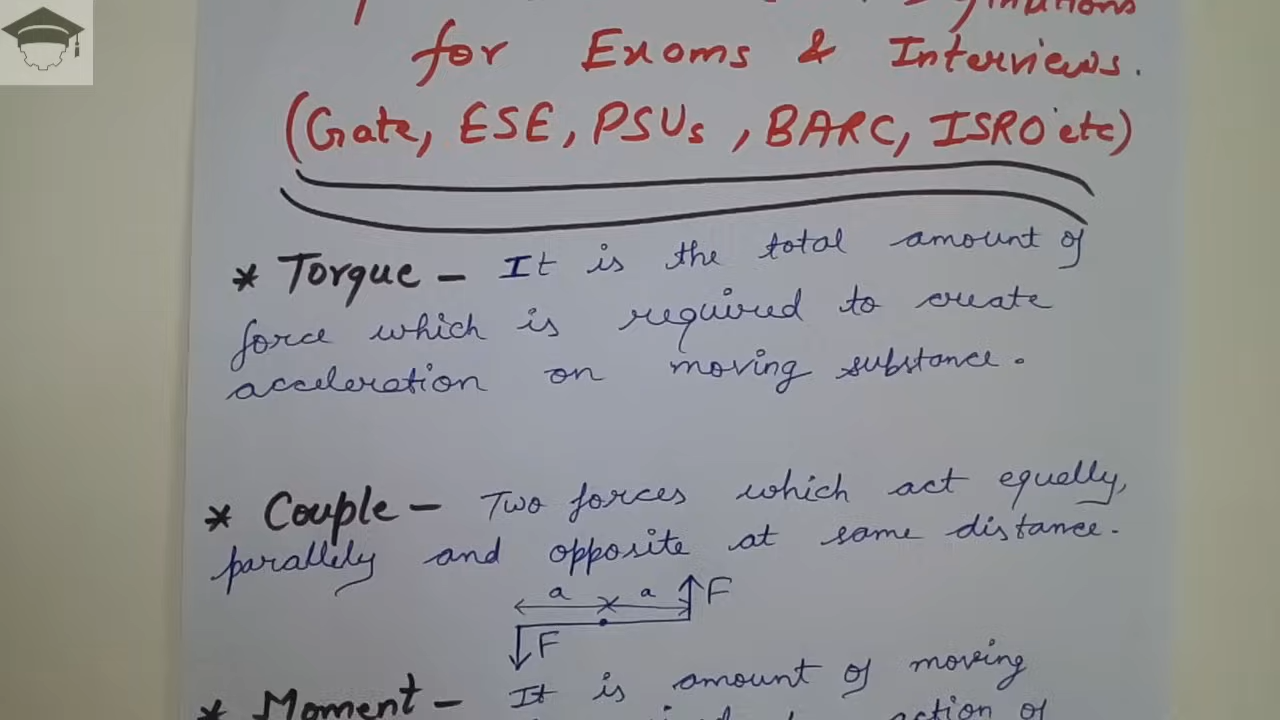 for Exams & Interviews.
(Gate, ESE, PSUs, BARC, ISRO etc)
* Torque - It is the total amount of
force which is required to create
acceleration on moving substance.
* Couple - Two forces which act equally,
parallely and opposite at same distance.
a a F
F
* Moment - It is amount of moving
action of